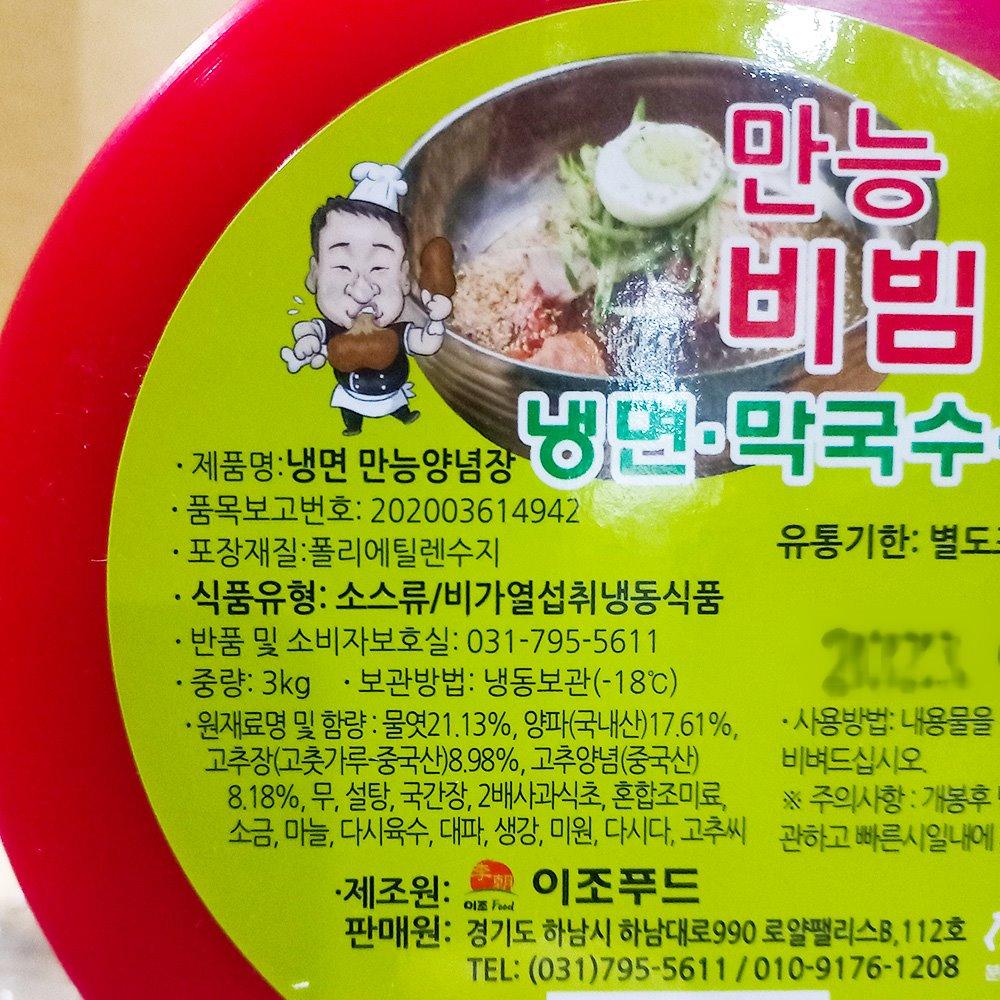 만능
비빔
냉면·막국수·
·제품명:냉면 만능양념장
·품목보고번호: 202003614942
·포장재질:폴리에틸렌수지
유통기한: 별도
·식품유형: 소스류/비가열섭취냉동식품
·반품 및 소비자보호실: 031-795-5611
·중량: 3kg ·보관방법: 냉동보관(-18℃)
·원재료명 및 함량 : 물엿21.13%, 양파(국내산)17.61%,
고추장(고춧가루-중국산)8.98%, 고추양념(중국산)
8.18%, 무, 설탕, 국간장, 2배사과식초, 혼합조미료,
소금, 마늘, 다시육수, 대파, 생강, 미원, 다시다, 고추씨
·사용방법: 내용물을
비벼드십시오.
※ 주의사항 : 개봉후
관하고 빠른시일내에
·제조원: 李朝 이조 Food 이조푸드
판매원: 경기도 하남시 하남대로990 로얄팰리스B,112호
TEL: (031)795-5611 / 010-9176-1208